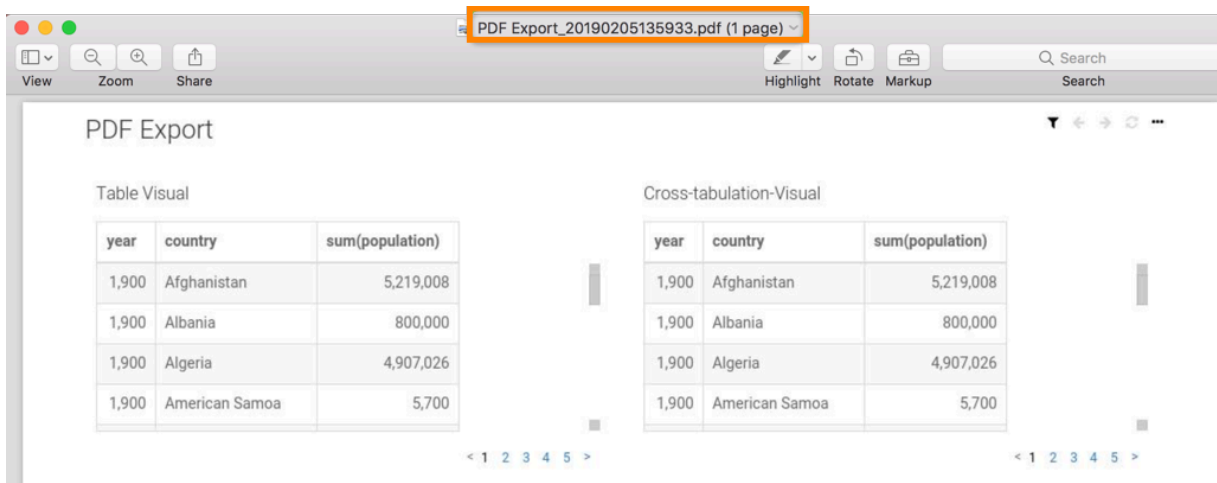 PDF Export_20190205135933.pdf (1 page)
View Zoom Share Highlight Rotate Markup Search
Search
PDF Export
Table Visual
year country sum(population)
1,900 Afghanistan 5,219,008
1,900 Albania 800,000
1,900 Algeria 4,907,026
1,900 American Samoa 5,700
< 1 2 3 4 5 >
Cross-tabulation-Visual
year country sum(population)
1,900 Afghanistan 5,219,008
1,900 Albania 800,000
1,900 Algeria 4,907,026
1,900 American Samoa 5,700
< 1 2 3 4 5 >